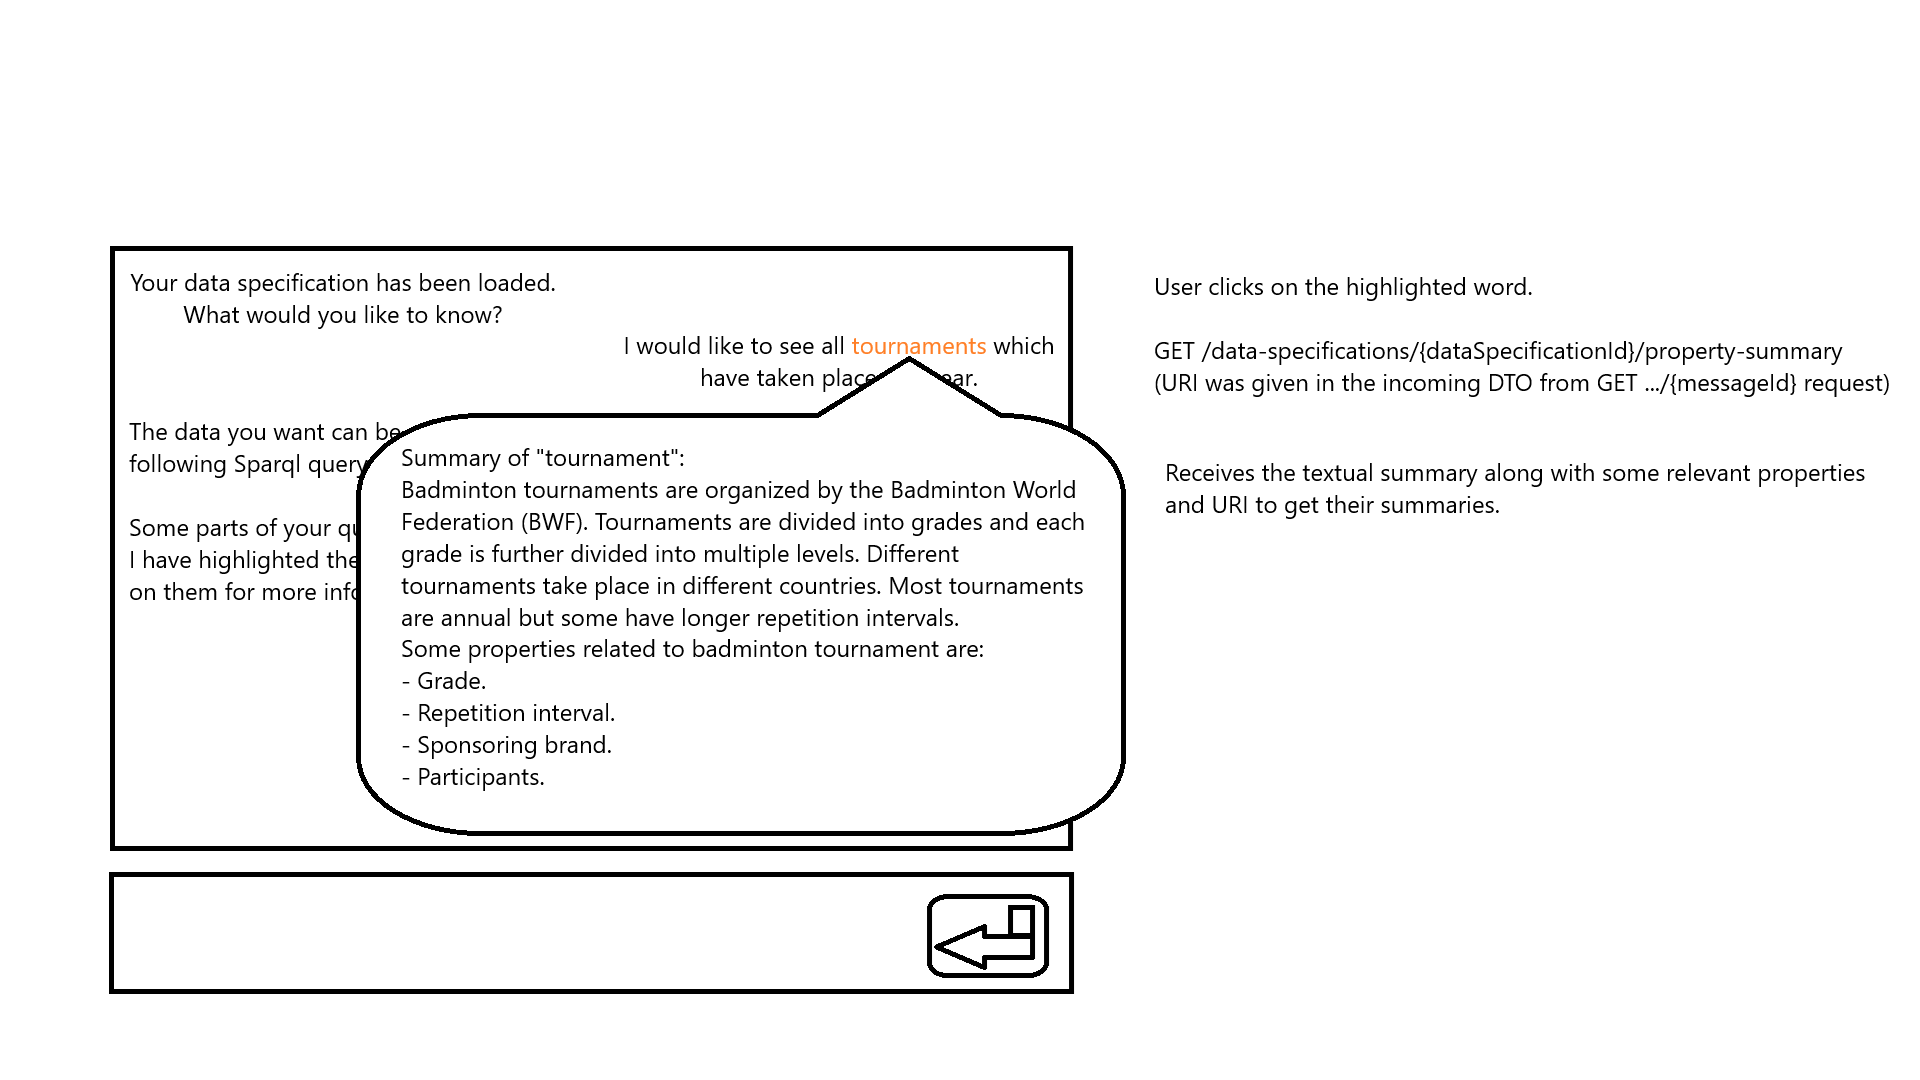 Your data specification has been loaded.
What would you like to know?
I would like to see all tournaments which
have taken place ear.
The data you want can be
following Sparql query
Some parts of your qu
I have highlighted the
on them for more info
Summary of "tournament":
Badminton tournaments are organized by the Badminton World
Federation (BWF). Tournaments are divided into grades and each
grade is further divided into multiple levels. Different
tournaments take place in different countries. Most tournaments
are annual but some have longer repetition intervals.
Some properties related to badminton tournament are:
- Grade.
- Repetition interval.
- Sponsoring brand.
- Participants.
User clicks on the highlighted word.
GET /data-specifications/{dataSpecificationId}/property-summary
(URI was given in the incoming DTO from GET .../{messageId} request)
Receives the textual summary along with some relevant properties
and URI to get their summaries.